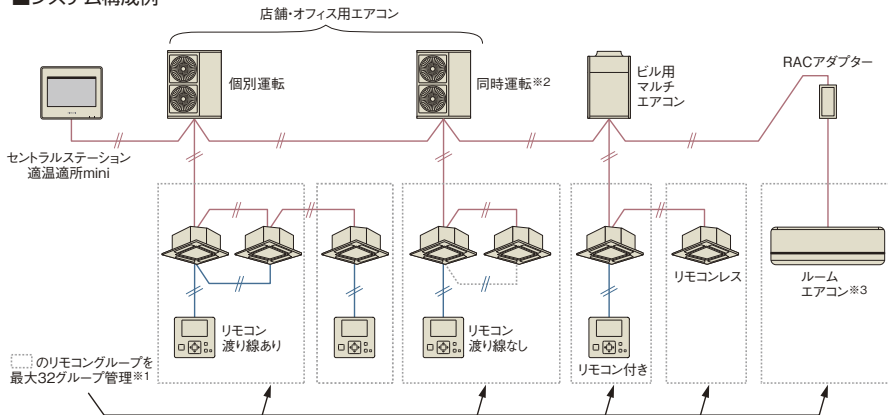 ■システム構成例
店舗・オフィス用エアコン
個別運転
同時運転※2
ビル用
マルチ
エアコン
RACアダプター
セントラルステーション
適温適所mini
リモコンレス
ルーム
エアコン※3
リモコン
渡り線あり
リモコン
渡り線なし
リモコン付き
のリモコングループを
最大32グループ管理※1